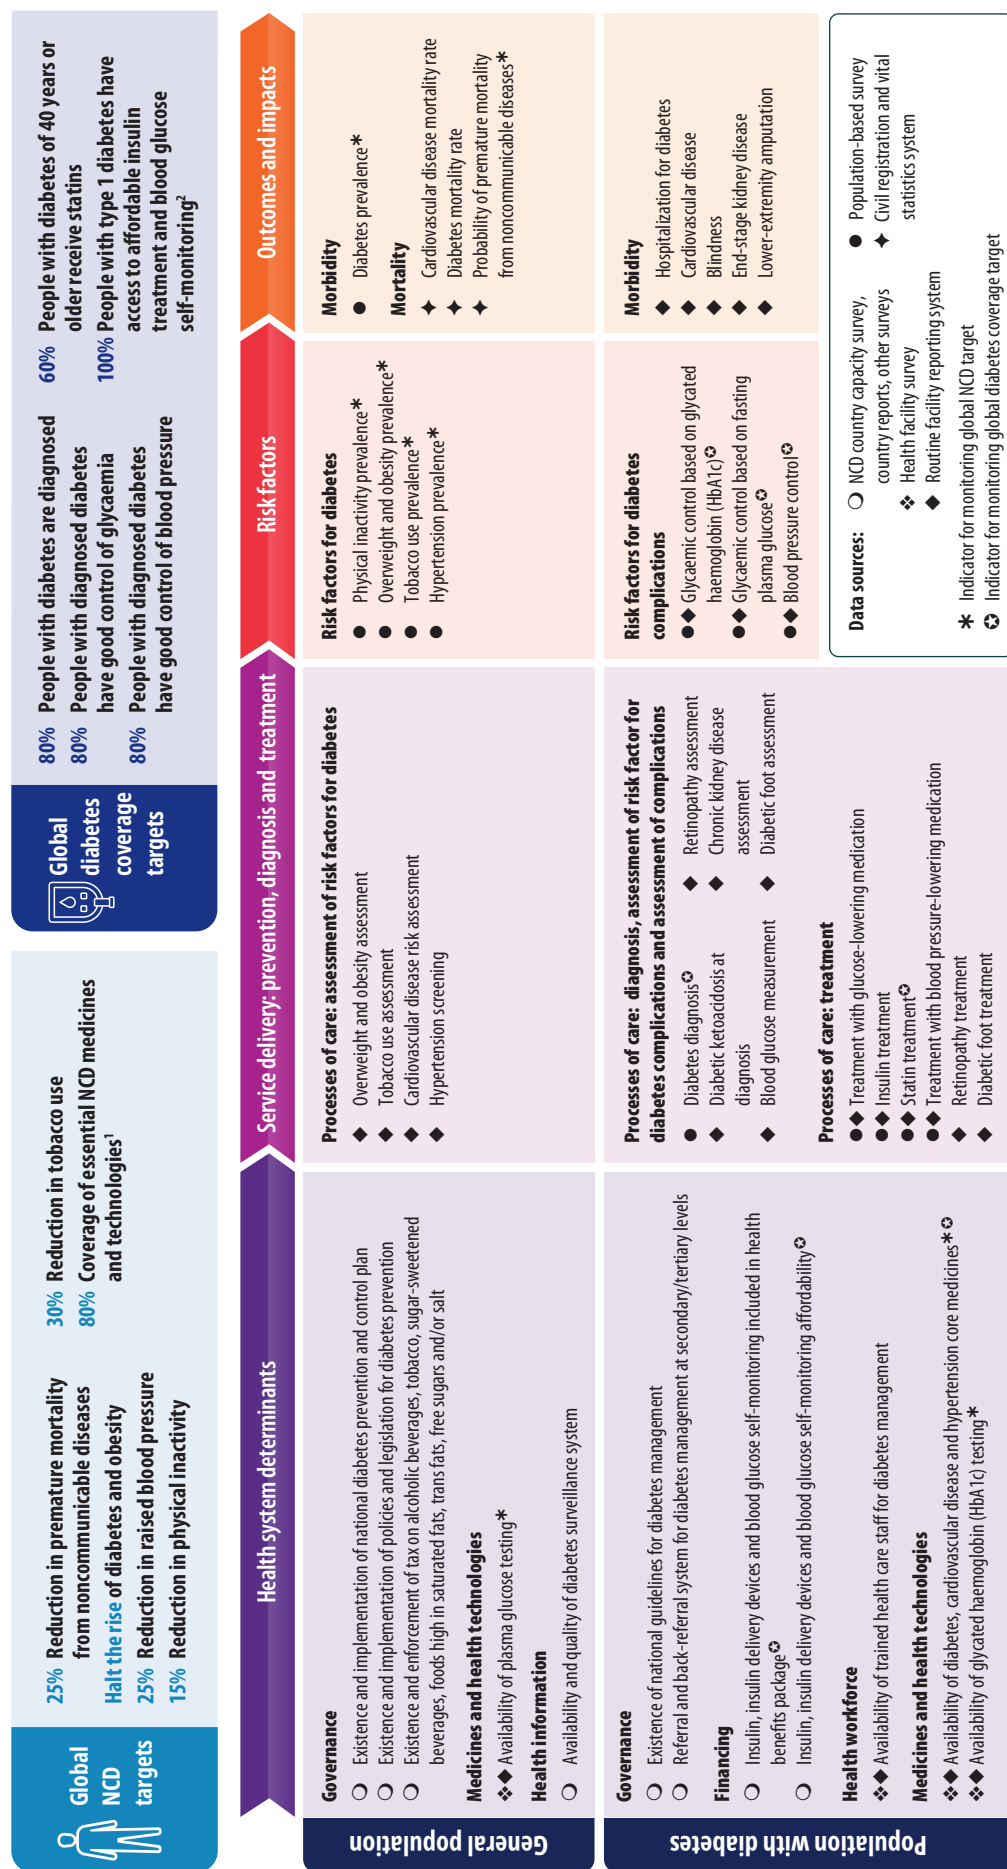 Global
NCD
targets
25% Reduction in premature mortality
from noncommunicable diseases
Halt the rise of diabetes and obesity
25% Reduction in raised blood pressure
15% Reduction in physical inactivity
30% Reduction in tobacco use
80% Coverage of essential NCD medicines
and technologies¹
Global
diabetes
coverage
targets
80% People with diabetes are diagnosed
80% People with diagnosed diabetes
have good control of glycaemia
80% People with diagnosed diabetes
have good control of blood pressure
60% People with diabetes of 40 years or
older receive statins
100% People with type 1 diabetes have
access to affordable insulin
treatment and blood glucose
self-monitoring²
Health system determinants
Service delivery: prevention, diagnosis and treatment
Risk factors
Outcomes and impacts
General population
Governance
❍ Existence and implementation of national diabetes prevention and control plan
❍ Existence and implementation of policies and legislation for diabetes prevention
❍ Existence and enforcement of tax on alcoholic beverages, tobacco, sugar-sweetened
beverages, foods high in saturated fats, trans fats, free sugars and/or salt
Medicines and health technologies
❖◆ Availability of plasma glucose testing*
Health information
❍ Availability and quality of diabetes surveillance system
Processes of care: assessment of risk factors for diabetes
◆ Overweight and obesity assessment
◆ Tobacco use assessment
◆ Cardiovascular disease risk assessment
◆ Hypertension screening
Risk factors for diabetes
● Physical inactivity prevalence*
● Overweight and obesity prevalence*
● Tobacco use prevalence*
● Hypertension prevalence*
Morbidity
● Diabetes prevalence*
Mortality
✦ Cardiovascular disease mortality rate
✦ Diabetes mortality rate
✦ Probability of premature mortality
from noncommunicable diseases*
Population with diabetes
Governance
❍ Existence of national guidelines for diabetes management
❍ Referral and back-referral system for diabetes management at secondary/tertiary levels
Financing
❍ Insulin, insulin delivery devices and blood glucose self-monitoring included in health
benefits package✪
❍ Insulin, insulin delivery devices and blood glucose self-monitoring affordability✪
Health workforce
❖◆ Availability of trained health care staff for diabetes management
Medicines and health technologies
❖◆ Availability of diabetes, cardiovascular disease and hypertension core medicines*✪
❖◆ Availability of glycated haemoglobin (HbA1c) testing*
Processes of care: diagnosis, assessment of risk factor for
diabetes complications and assessment of complications
● Diabetes diagnosis✪
◆ Diabetic ketoacidosis at
diagnosis
◆ Blood glucose measurement
◆ Retinopathy assessment
◆ Chronic kidney disease
assessment
◆ Diabetic foot assessment
Processes of care: treatment
●◆ Treatment with glucose-lowering medication
●◆ Insulin treatment
●◆ Statin treatment✪
●◆ Treatment with blood pressure-lowering medication
◆ Retinopathy treatment
◆ Diabetic foot treatment
Risk factors for diabetes
complications
●◆ Glycaemic control based on glycated
haemoglobin (HbA1c)✪
●◆ Glycaemic control based on fasting
plasma glucose✪
●◆ Blood pressure control✪
Morbidity
◆ Hospitalization for diabetes
◆ Cardiovascular disease
◆ Blindness
◆ End-stage kidney disease
◆ Lower-extremity amputation
Data sources:
❍ NCD country capacity survey,
country reports, other surveys
❖ Health facility survey
◆ Routine facility reporting system
● Population-based survey
✦ Civil registration and vital
statistics system
* Indicator for monitoring global NCD target
✪ Indicator for monitoring global diabetes coverage target